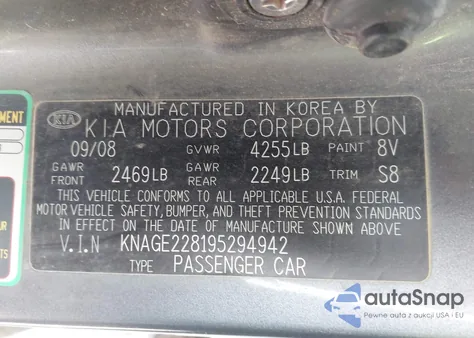 MANUFACTURED IN KOREA BY
KIA KIA MOTORS CORPORATION
09/08 GVWR 4255LB PAINT 8V
GAWR FRONT 2469LB GAWR REAR 2249LB TRIM S8
THIS VEHICLE CONFORMS TO ALL APPLICABLE U.S.A. FEDERAL
MOTOR VEHICLE SAFETY, BUMPER, AND THEFT PREVENTION STANDARDS
IN EFFECT ON THE DATE OF MANUFACTURE SHOWN ABOVE
V.I.N KNAGE228195294942
TYPE PASSENGER CAR
autoSnap
Pewne auta z aukcji USA i EU